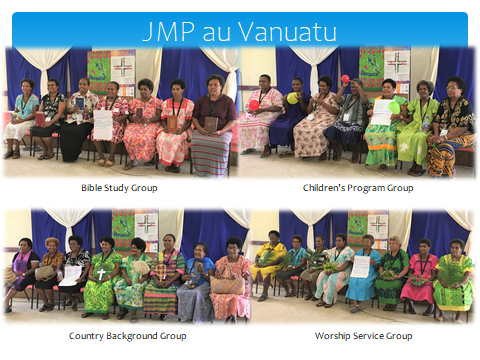 JMP au Vanuatu
Bible Study Group
Children's Program Group
Country Background Group
Worship Service Group